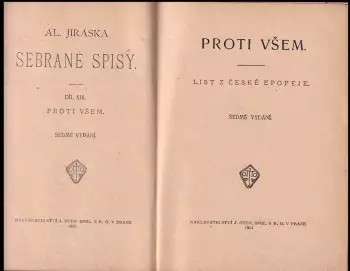 AL. JIRÁSKA
SEBRANÉ SPISY.
DÍL XIX.
PROTI VŠEM.
SEDMÉ VYDÁNÍ.
NAKLADATELSTVÍ J. OTTO, SPOL. S R. O. V PRAZE.
PROTI VŠEM.
LIST Z ČESKÉ EPOPEJE.
SEDMÉ VYDÁNÍ.
NAKLADATELSTVÍ J. OTTO, SPOL. S R. O. V PRAZE.